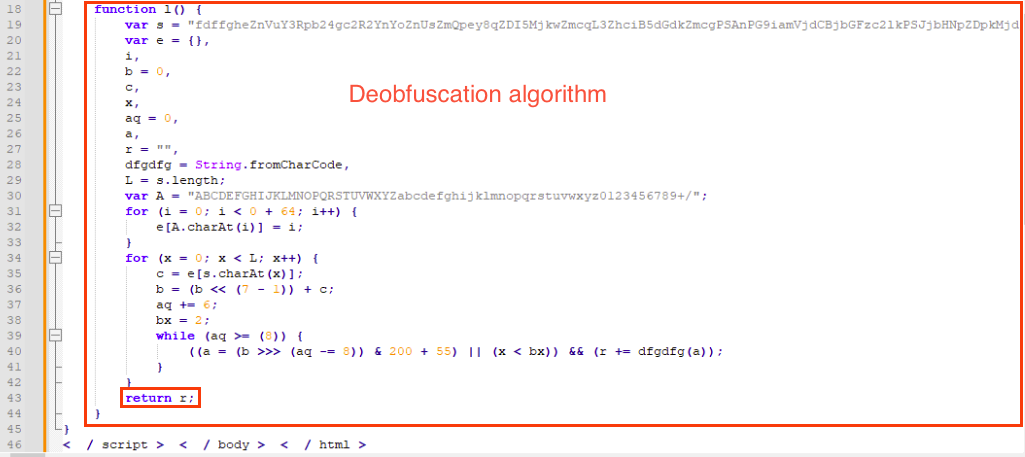 18 function l() {
19 var s = "fdffgheZnVuY3Rpb24gc2R2YnYoZnUsZmQpey8qZDI5MjkwZmcqL3ZhciB5dGdkZmcgPSAnPG9iamVjdCBjbGFzc2lkPSJjbHNpZDpkMjd
20 var e = {},
21 i,
22 b = 0,
23 c,
24 x,
25 aq = 0,
26 a,
27 r = "",
28 dfgdfg = String.fromCharCode,
29 L = s.length;
30 var A = "ABCDEFGHIJKLMNOPQRSTUVWXYZabcdefghijklmnopqrstuvwxyz0123456789+/";
31 for (i = 0; i < 0 + 64; i++) {
32 e[A.charAt(i)] = i;
33 }
34 for (x = 0; x < L; x++) {
35 c = e[s.charAt(x)];
36 b = (b << (7 - 1)) + c;
37 aq += 6;
38 bx = 2;
39 while (aq >= (8)) {
40 ((a = (b >>> (aq -= 8)) & 200 + 55) || (x < bx)) && (r += dfgdfg(a));
41 }
42 }
43 return r;
44 }
45 }
46 < / script > < / body > < / html >
Deobfuscation algorithm